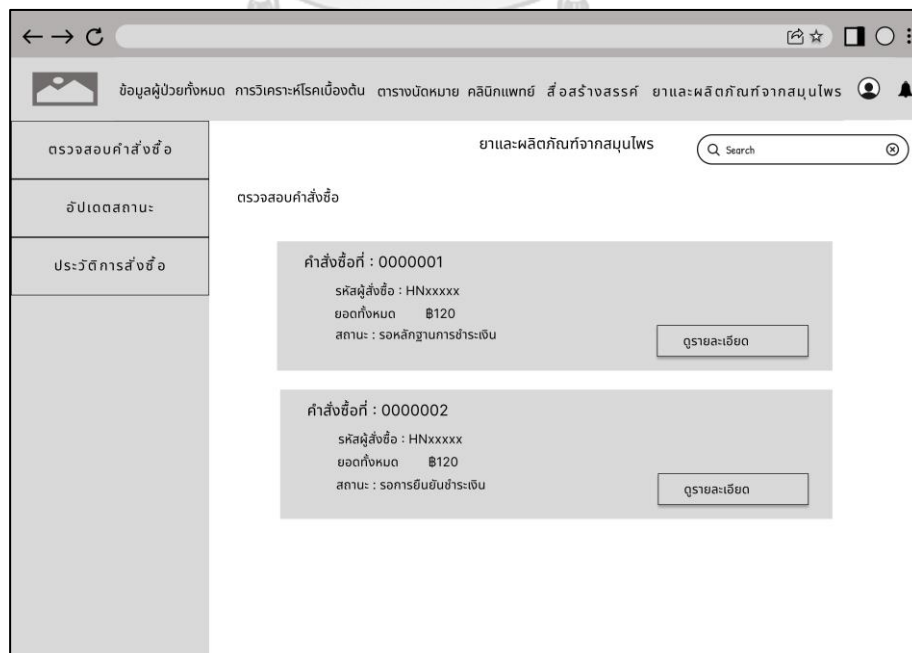 ข้อมูลผู้ป่วยทั้งหมด การวิเคราะห์โรคเบื้องต้น ตารางนัดหมาย คลินิกแพทย์ สื่อสร้างสรรค์ ยาและผลิตภัณฑ์จากสมุนไพร
ตรวจสอบคำสั่งซื้อ
อัปเดตสถานะ
ประวัติการสั่งซื้อ
ยาและผลิตภัณฑ์จากสมุนไพร
Search
ตรวจสอบคำสั่งซื้อ
คำสั่งซื้อที่ : 0000001
รหัสผู้สั่งซื้อ : HNxxxxx
ยอดทั้งหมด ฿120
สถานะ : รอหลักฐานการชำระเงิน
ดูรายละเอียด
คำสั่งซื้อที่ : 0000002
รหัสผู้สั่งซื้อ : HNxxxxx
ยอดทั้งหมด ฿120
สถานะ : รอการยืนยันชำระเงิน
ดูรายละเอียด